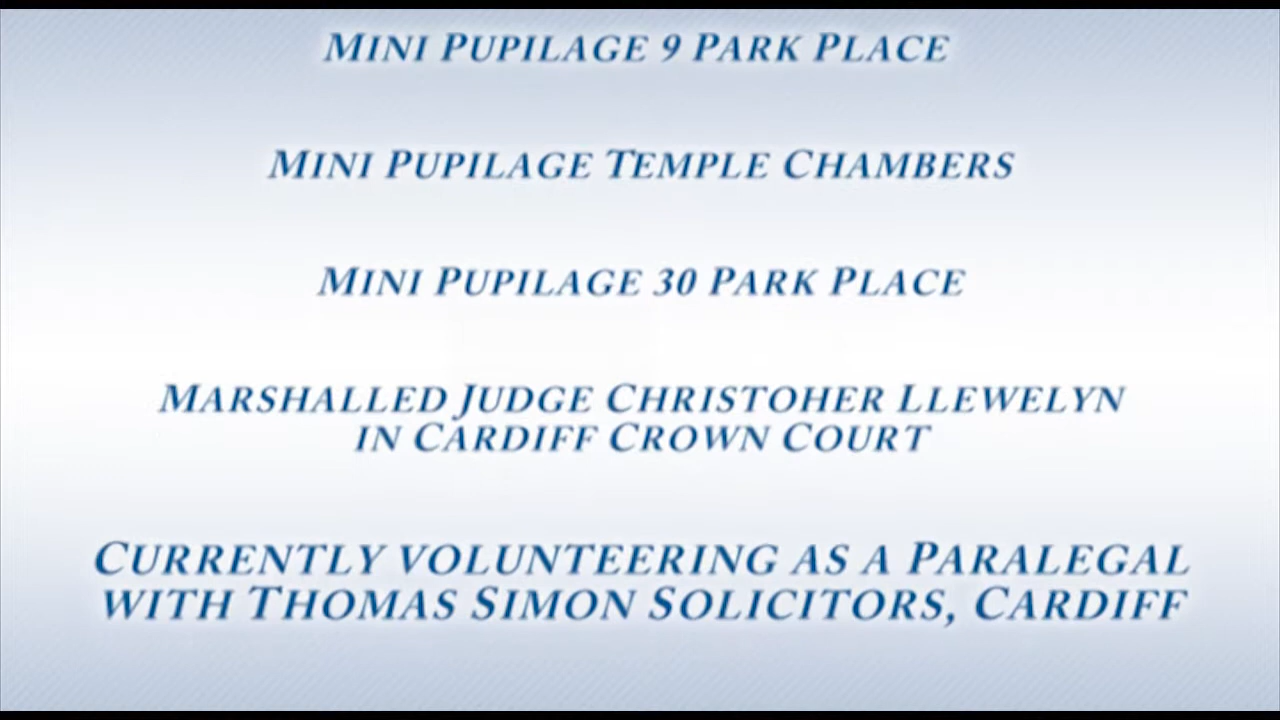 Mini Pupilage 9 Park Place
Mini Pupilage Temple Chambers
Mini Pupilage 30 Park Place
Marshalled Judge Christoher Llewelyn
in Cardiff Crown Court
Currently volunteering as a Paralegal
with Thomas Simon Solicitors, Cardiff